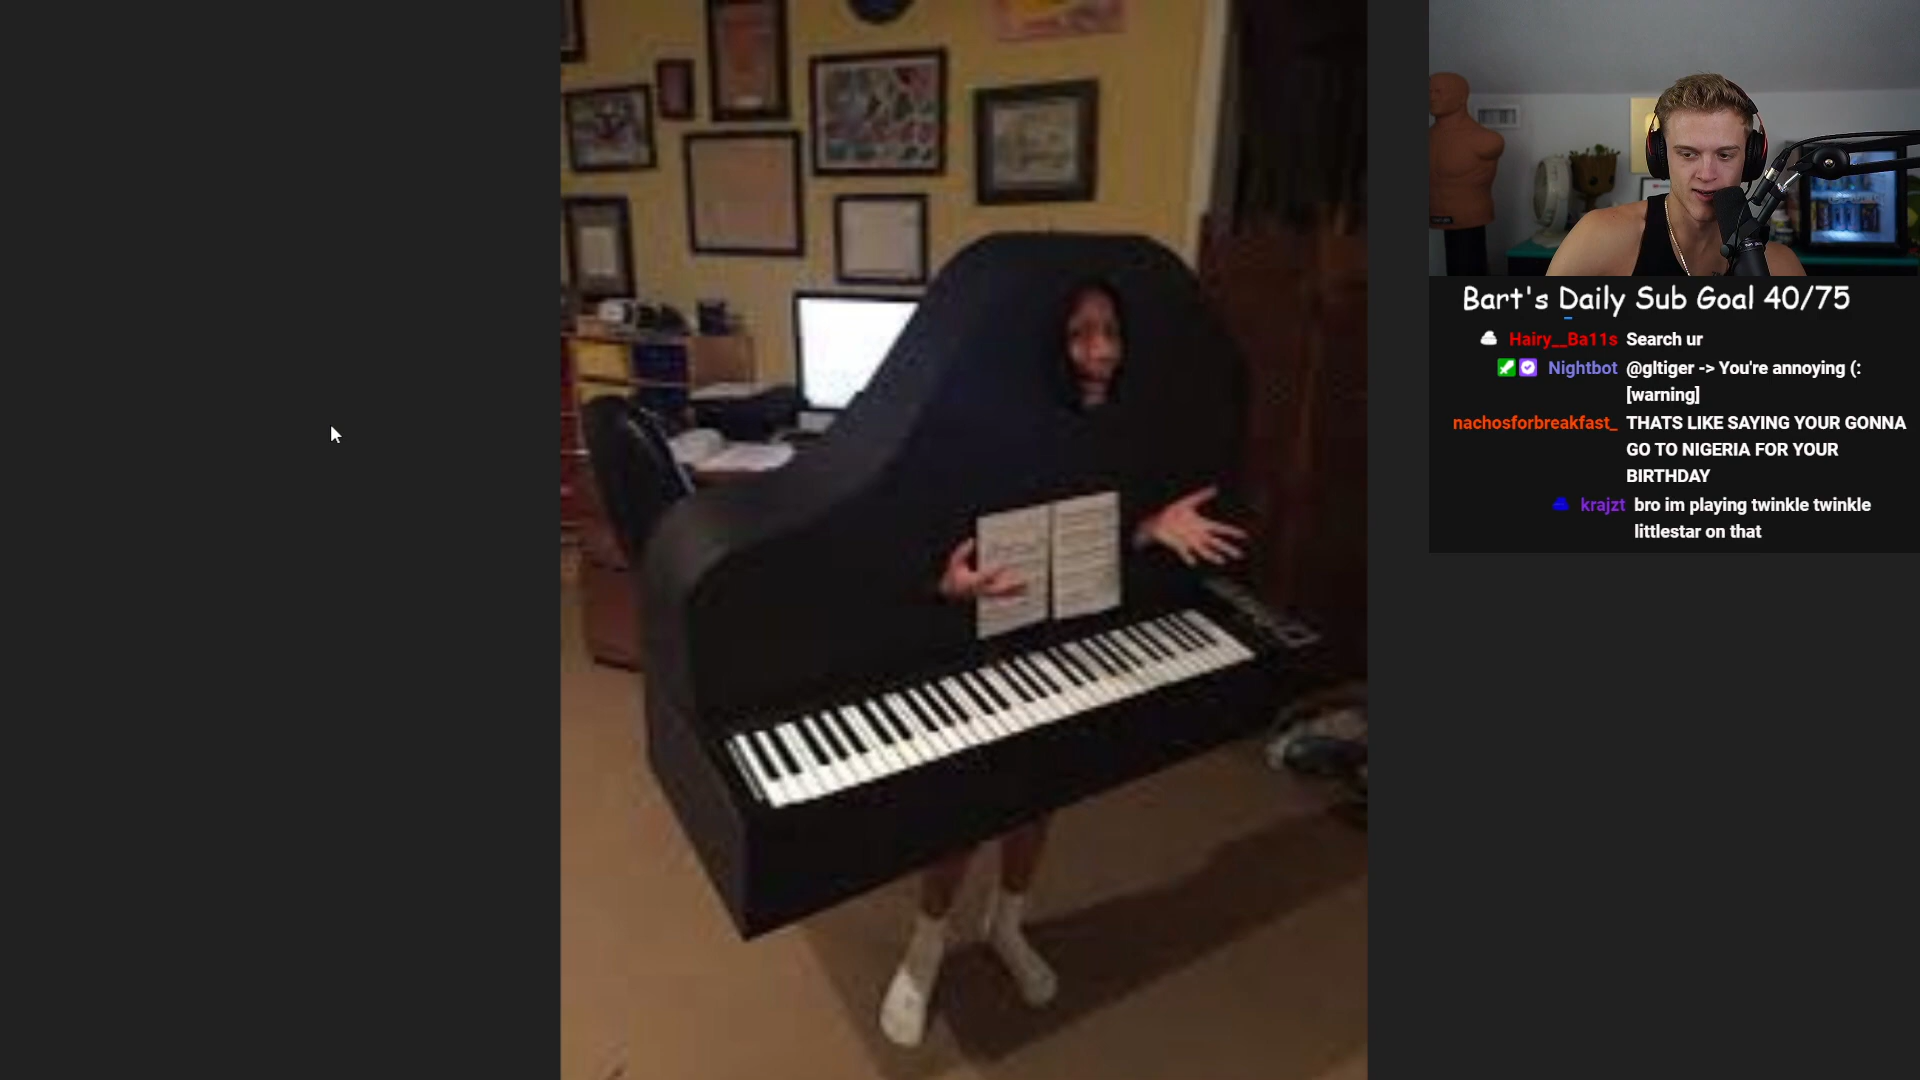 Bart's Daily Sub Goal 40/75
Hairy__Ba11s Search ur
Nightbot @gltiger -> You're annoying (:
[warning]
nachosforbreakfast_ THATS LIKE SAYING YOUR GONNA
GO TO NIGERIA FOR YOUR
BIRTHDAY
krajzt bro im playing twinkle twinkle
littlestar on that